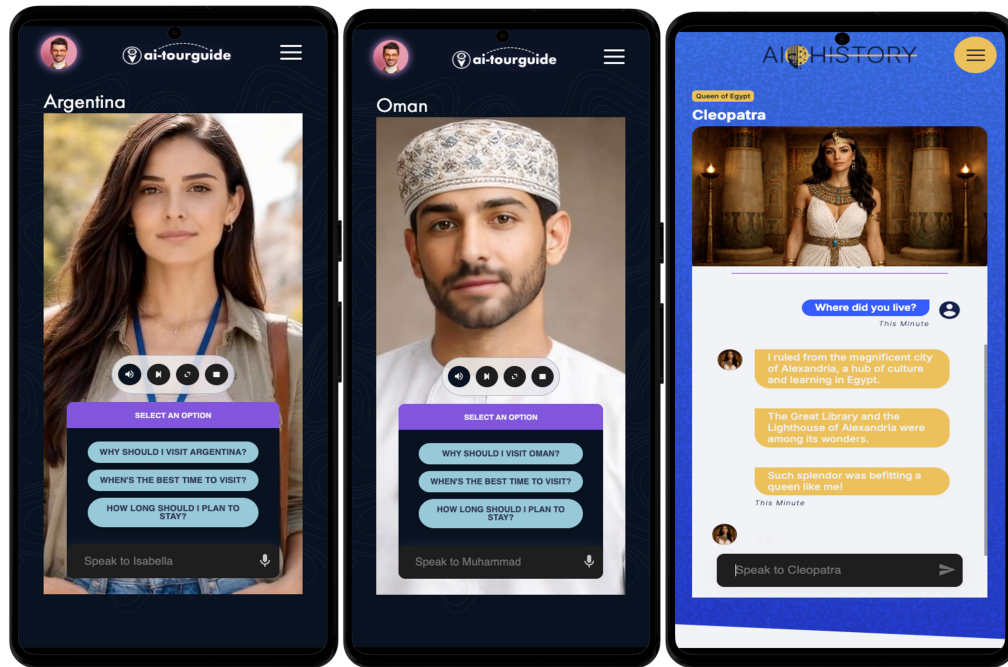 ai-tourguide
Argentina
SELECT AN OPTION
WHY SHOULD I VISIT ARGENTINA?
WHEN'S THE BEST TIME TO VISIT?
HOW LONG SHOULD I PLAN TO
STAY?
Speak to Isabella
ai-tourguide
Oman
SELECT AN OPTION
WHY SHOULD I VISIT OMAN?
WHEN'S THE BEST TIME TO VISIT?
HOW LONG SHOULD I PLAN TO
STAY?
Speak to Muhammad
AI HISTORY
Queen of Egypt
Cleopatra
Where did you live?
This Minute
I ruled from the magnificent city
of Alexandria, a hub of culture
and learning in Egypt.
The Great Library and the
Lighthouse of Alexandria were
among its wonders.
Such splendor was befitting a
queen like me!
This Minute
Speak to Cleopatra